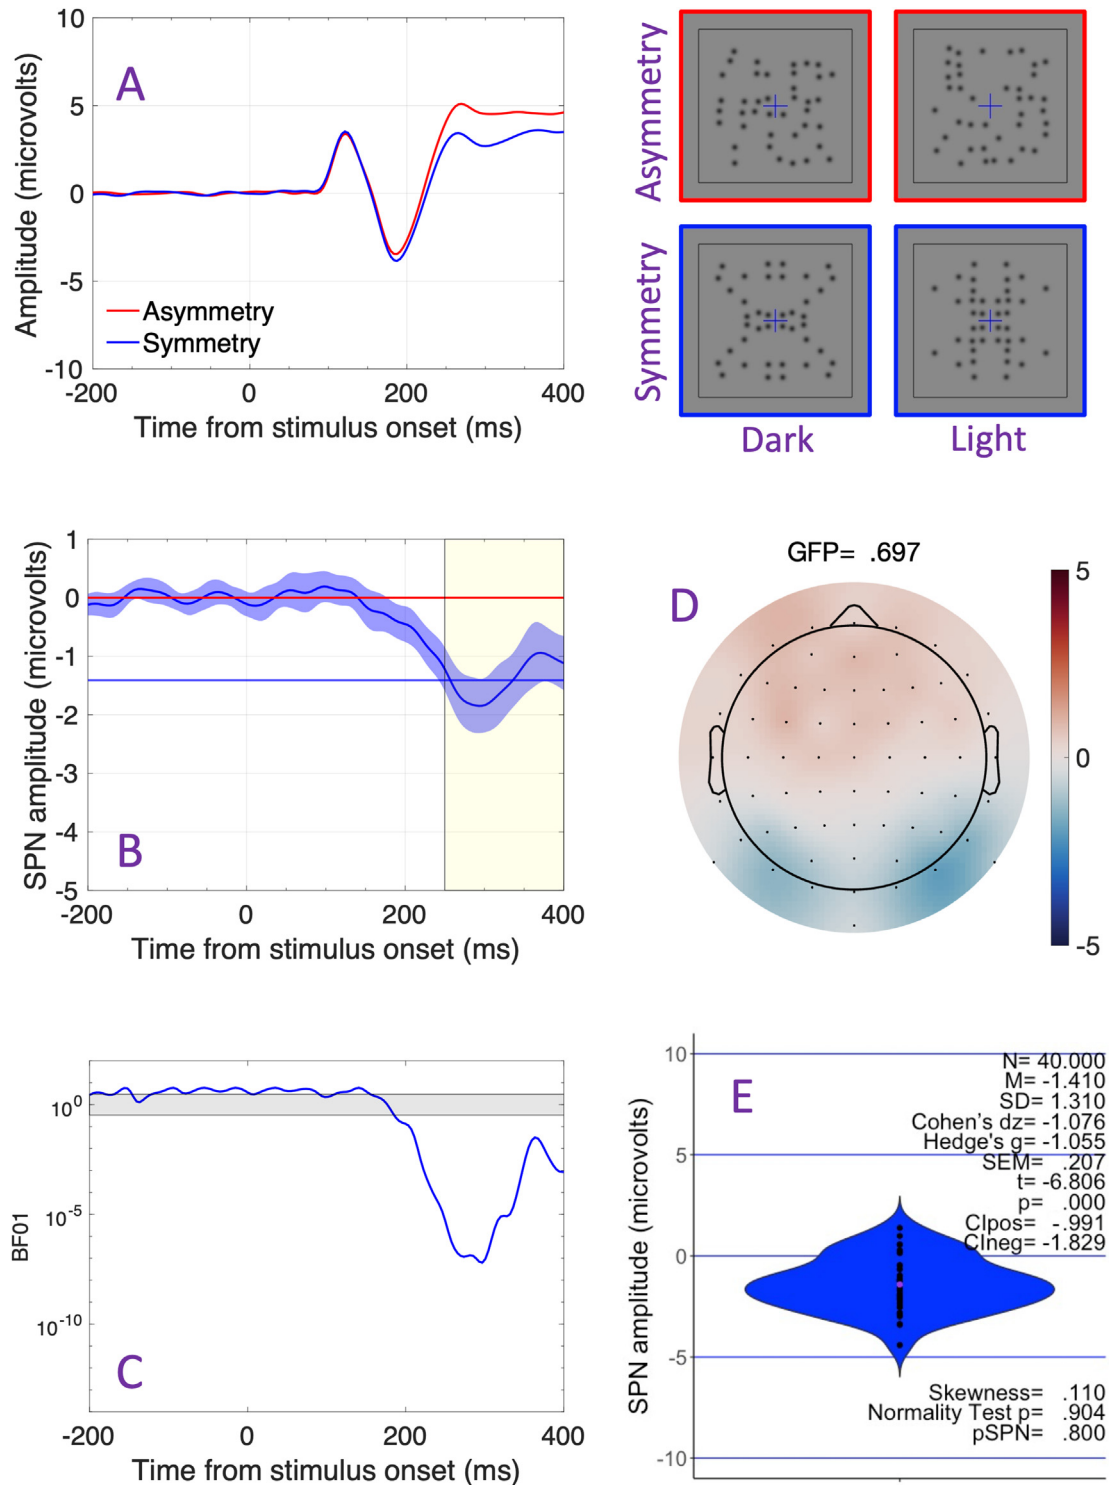 A
10
5
0
-5
-10
Amplitude (microvolts)
Asymmetry
Symmetry
-200
0
200
400
Time from stimulus onset (ms)
Asymmetry
Symmetry
Dark
Light
B
1
0
-1
-2
-3
-4
-5
SPN amplitude (microvolts)
-200
0
200
400
Time from stimulus onset (ms)
D
GFP= .697
5
0
-5
C
10^0
10^-5
10^-10
BF01
-200
0
200
400
Time from stimulus onset (ms)
E
10
5
0
-5
-10
SPN amplitude (microvolts)
N= 40.000
M= -1.410
SD= 1.310
Cohen's dz= -1.076
Hedge's g= -1.055
SEM= .207
t= -6.806
p= .000
CIpos= -.991
CIneg= -1.829
Skewness= .110
Normality Test p= .904
pSPN= .800